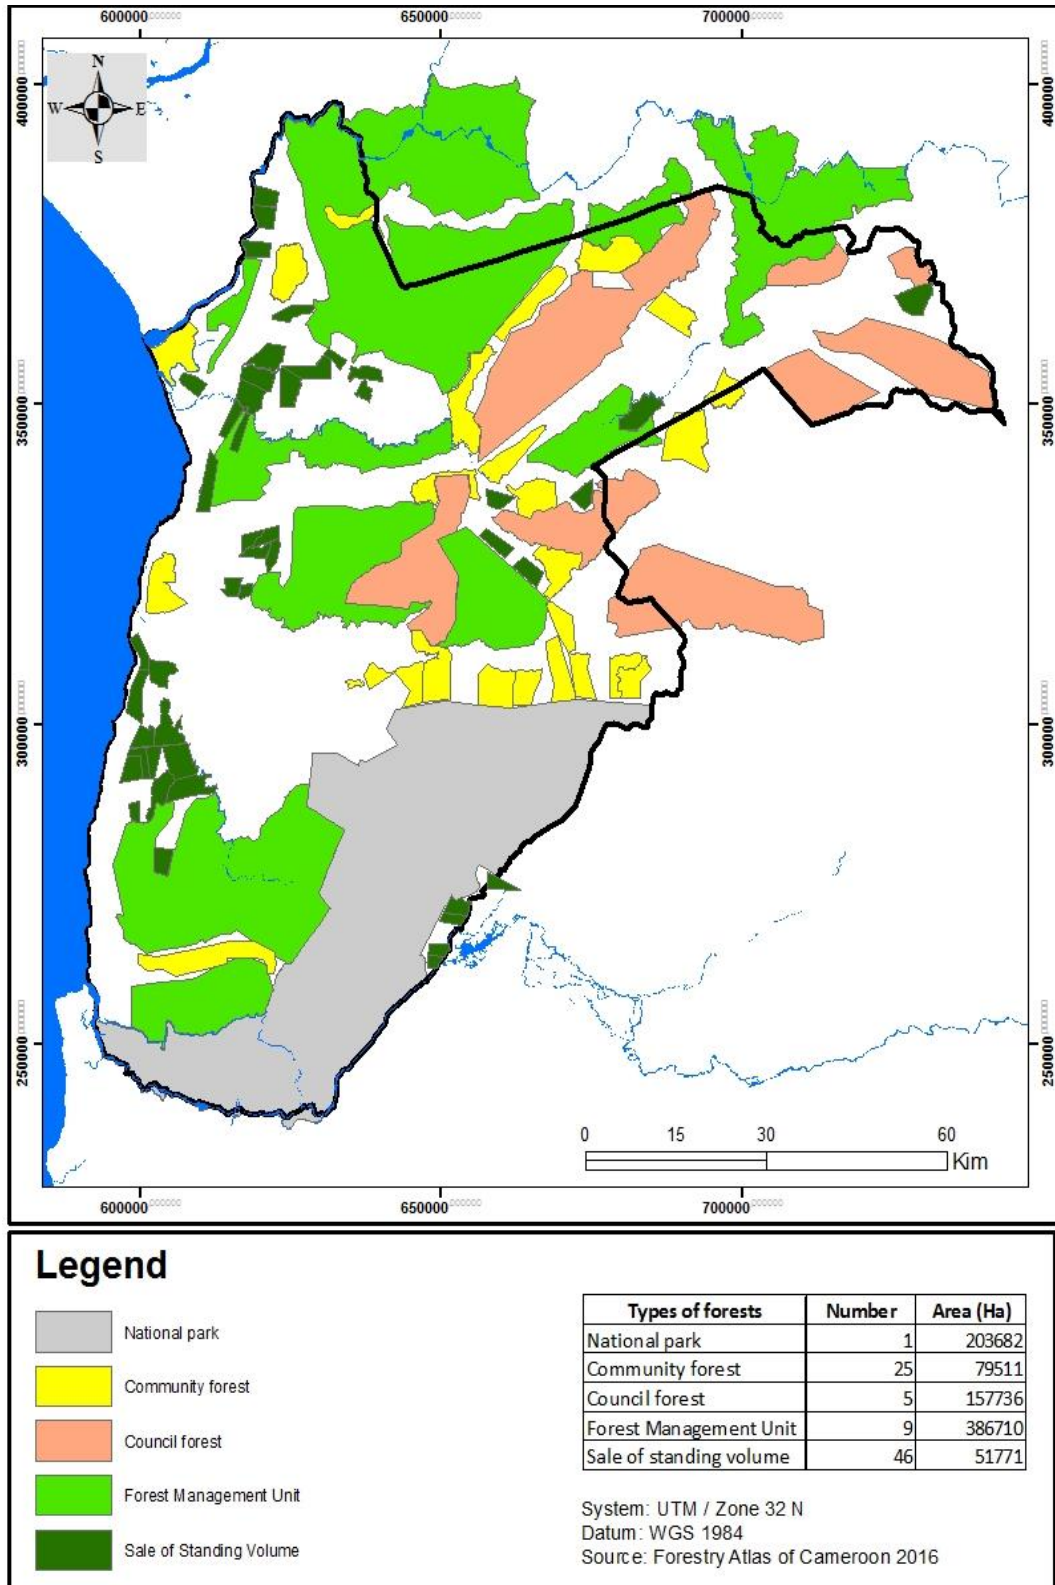 600000 650000 700000
N
W E
S
400000 400000
350000 350000
300000 300000
250000 250000
0 15 30 60
Km
600000 650000 700000
Legend
National park
Community forest
Council forest
Forest Management Unit
Sale of Standing Volume
Types of forests Number Area (Ha)
National park 1 203682
Community forest 25 79511
Council forest 5 157736
Forest Management Unit 9 386710
Sale of standing volume 46 51771
System: UTM / Zone 32 N
Datum: WGS 1984
Source: Forestry Atlas of Cameroon 2016